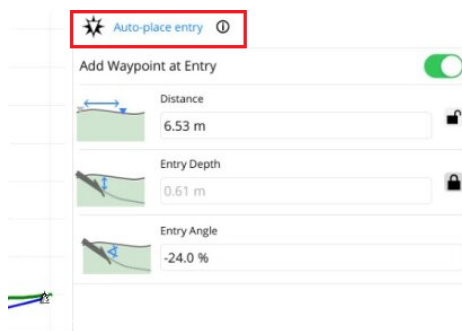 Auto-place entry
Add Waypoint at Entry
Distance
6.53 m
Entry Depth
0.61 m
Entry Angle
-24.0 %